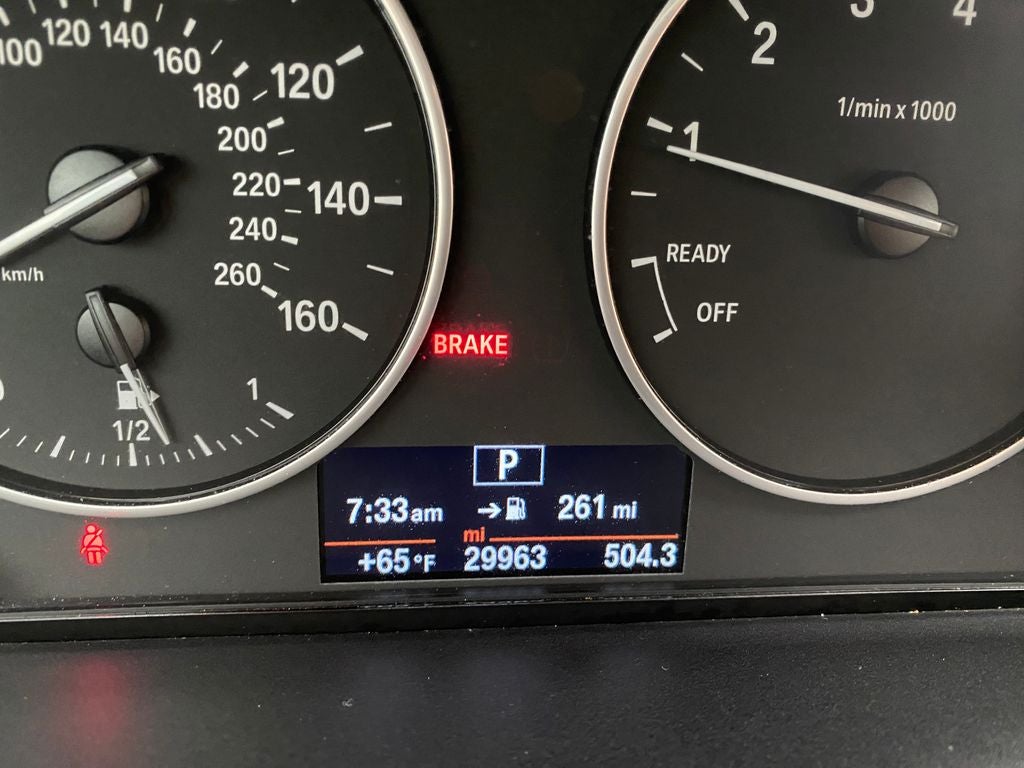 100 120 140
160
180
200
220
240
260
120
140
160
km/h
1/2
1
BRAKE
1
2
3
4
1/min x 1000
READY
OFF
P
7:33am 261 mi
mi
+65°F 29963 504.3